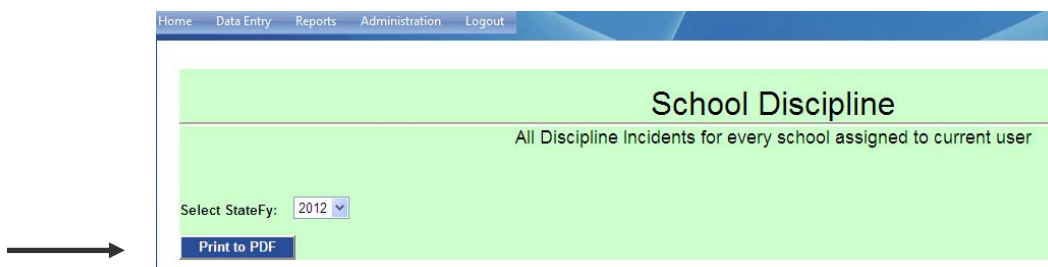 Home Data Entry Reports Administration Logout
School Discipline
All Discipline Incidents for every school assigned to current user
Select StateFy: 2012
Print to PDF